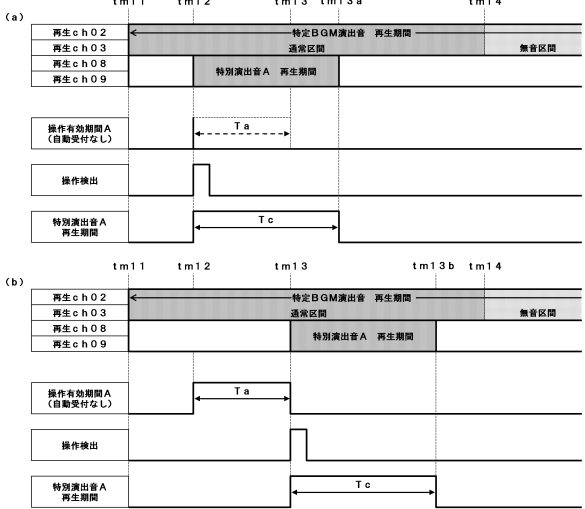 tm11 tm12 tm13 tm13a tm14
(a)
再生ch02 特定BGM演出音 再生期間
再生ch03 通常区間 無音区間
再生ch08 特別演出音A 再生期間
再生ch09
操作有効期間A
(自動受付なし)
Ta
操作検出
特別演出音A
再生期間
Tc
tm11 tm12 tm13 tm13b tm14
(b)
再生ch02 特定BGM演出音 再生期間
再生ch03 通常区間 無音区間
再生ch08 特別演出音A 再生期間
再生ch09
操作有効期間A
(自動受付なし)
Ta
操作検出
特別演出音A
再生期間
Tc